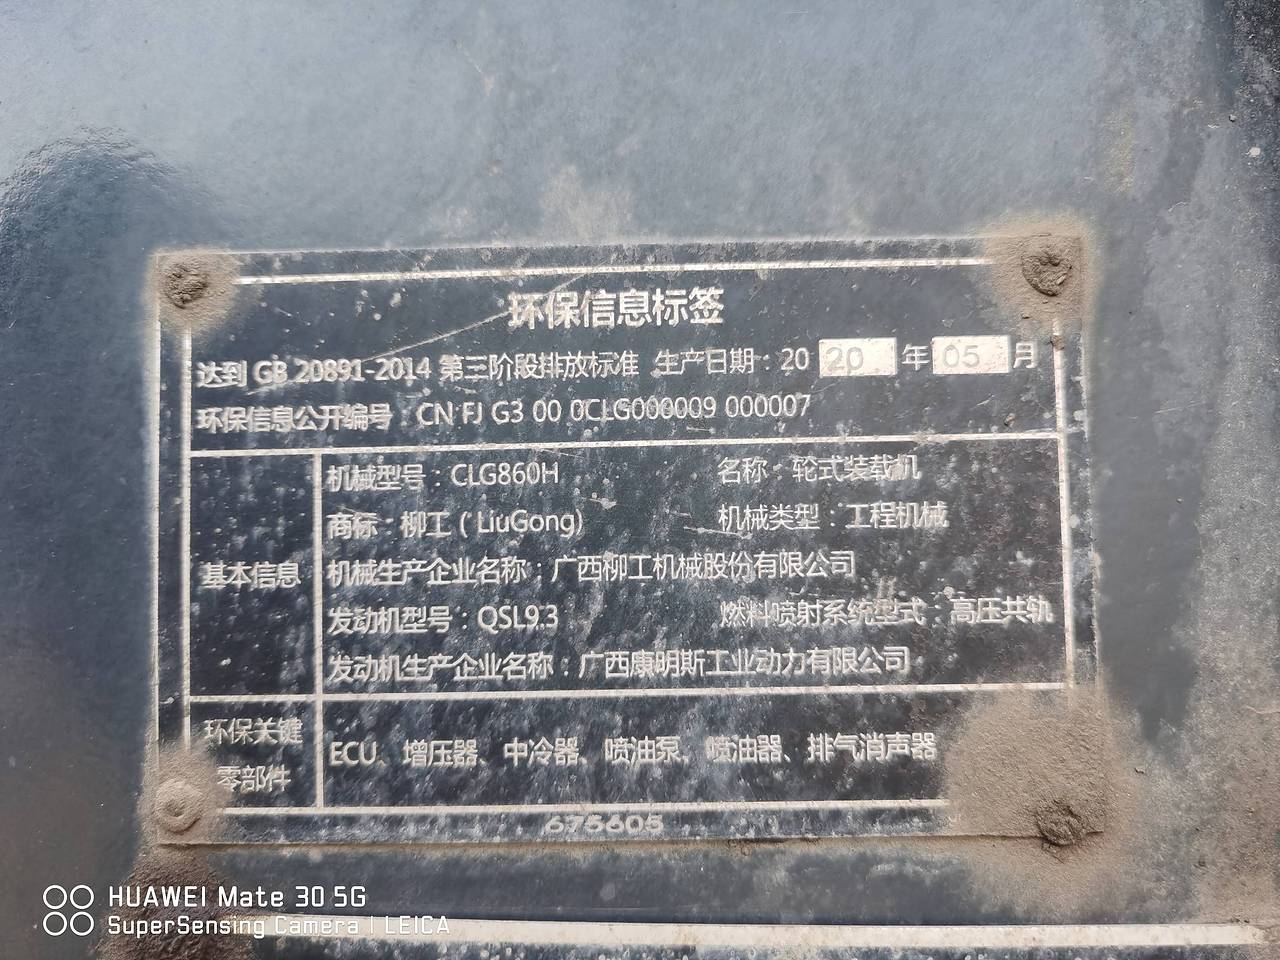 环保信息标签
达到 GB 20891-2014 第三阶段排放标准 生产日期：20 20 年 05 月
环保信息公开编号：CN FJ G3 00 0CLG000009 000007
基本信息
机械型号：CLG860H 名称：轮式装载机
商标：柳工（LiuGong) 机械类型：工程机械
机械生产企业名称：广西柳工机械股份有限公司
发动机型号：QSL9.3 燃料喷射系统型式：高压共轨
发动机生产企业名称：广西康明斯工业动力有限公司
环保关键
零部件
ECU、增压器、中冷器、喷油泵、喷油器、排气消声器
675605
HUAWEI Mate 30 5G
SuperSensing Camera | LEICA